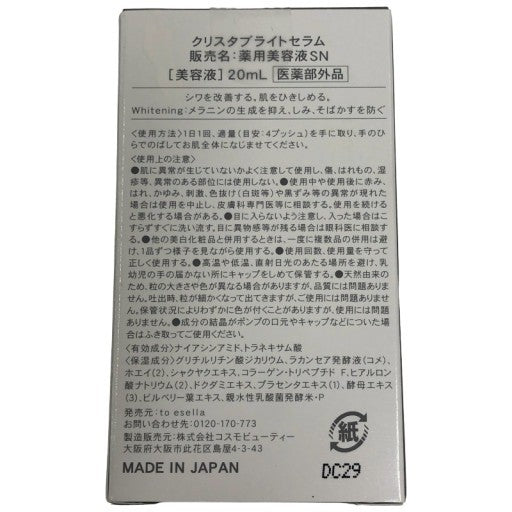 クリスタブライトセラム
販売名:薬用美容液SN
[美容液]20mL 医薬部外品
シワを改善する。肌をひきしめる。
Whitening:メラニンの生成を抑え、しみ、そばかすを防ぐ
〈使用方法〉1日1回、適量(目安:4プッシュ)を手に取り、手のひ
らでのばしてお肌全体になじませてください。
〈使用上の注意〉
●肌に異常が生じていないかよく注意して使用し、傷、はれもの、湿
疹等、異常のある部位には使用しない。●使用中や使用後に赤み、
はれ、かゆみ、刺激、色抜け(白斑等)や黒ずみ等の異常が現れた
場合は使用を中止し、皮膚科専門医等に相談する。使用を続ける
と悪化する場合がある。●目に入らないよう注意し、入った場合はこ
すらずすぐに洗い流す。目に異物感等が残る場合は眼科医に相談す
る。●他の美白化粧品と併用するときは、一度に複数品の併用は避
け、1品ずつ様子を見ながら使用する。●使用回数、使用量を守って
正しく使用する。●高温や低温、直射日光のあたる場所を避け、乳
幼児の手の届かない所にキャップをしめて保管する。●天然由来のた
め、粒の大きさや色が異なる場合がありますが、品質には問題ありま
せん。吐出時、粒が細かくなって出てきますが、ご使用には問題ありませ
ん。保管状況によりわずかに色が付くことがありますが、使用には問題
ありません。●成分の結晶がポンプの口元やキャップなどについた場
合はふき取ってご使用ください。
〈有効成分〉ナイアシンアミド、トラネキサム酸
〈保湿成分〉グリチルリチン酸ジカリウム、ラカンセア発酵液(コメ)、
ホエイ(2)、シャクヤクエキス、コラーゲン・トリペプチド F、ヒアルロン
酸ナトリウム(2)、ドクダミエキス、プラセンタエキス(1)、酵母エキス
(3)、ビルベリー葉エキス、親水性乳酸菌発酵米・P
発売元:to esella
お問い合わせ先:0120-170-773
製造販売元:株式会社コスモビューティー
大阪府大阪市此花区島屋4-3-43
MADE IN JAPAN
紙
DC29